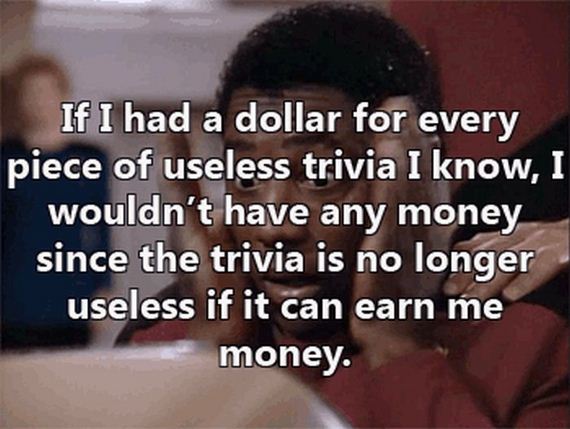 If I had a dollar for every
piece of useless trivia I know, I
wouldn't have any money
since the trivia is no longer
useless if it can earn me
money.